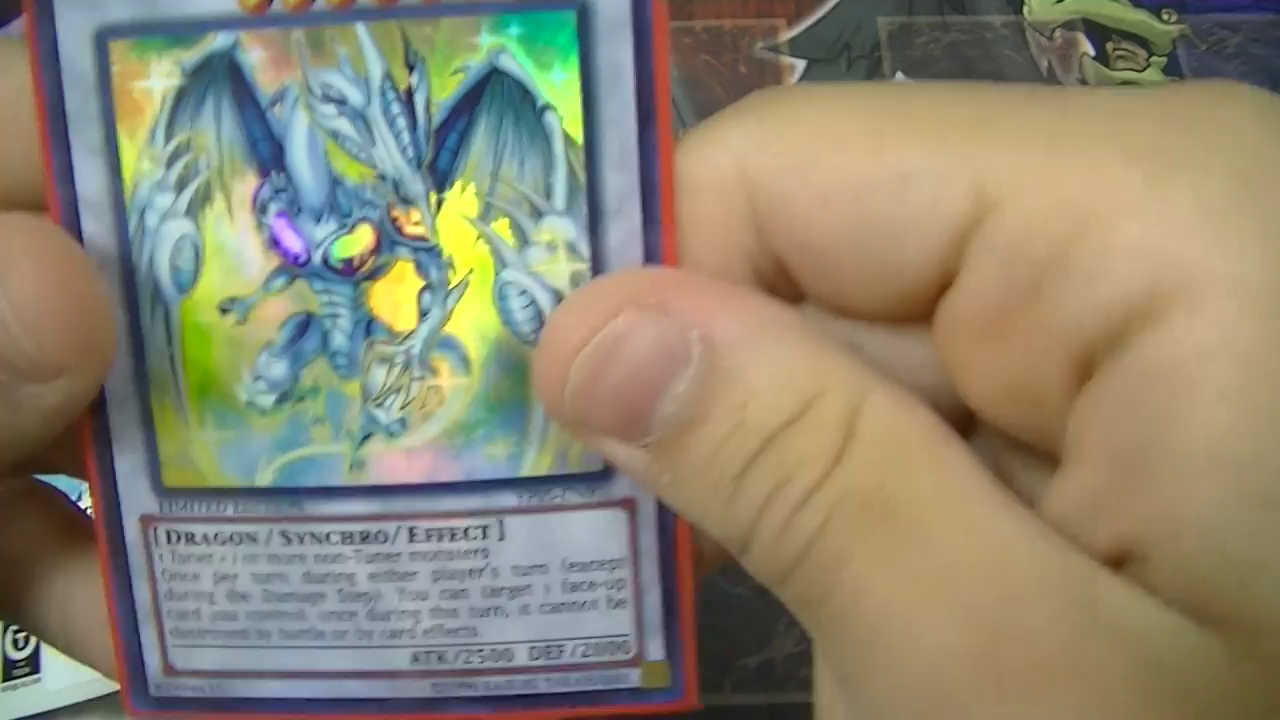 LIMITED EDITION
[ DRAGON / SYNCHRO / EFFECT ]
1 Tuner + 1 or more non-Tuner monsters
Once per turn, during either player's turn (except
during the Damage Step): You can target 1 face-up
card you control; once during this turn, it cannot be
destroyed by battle or by card effects.
ATK/2500 DEF/2000